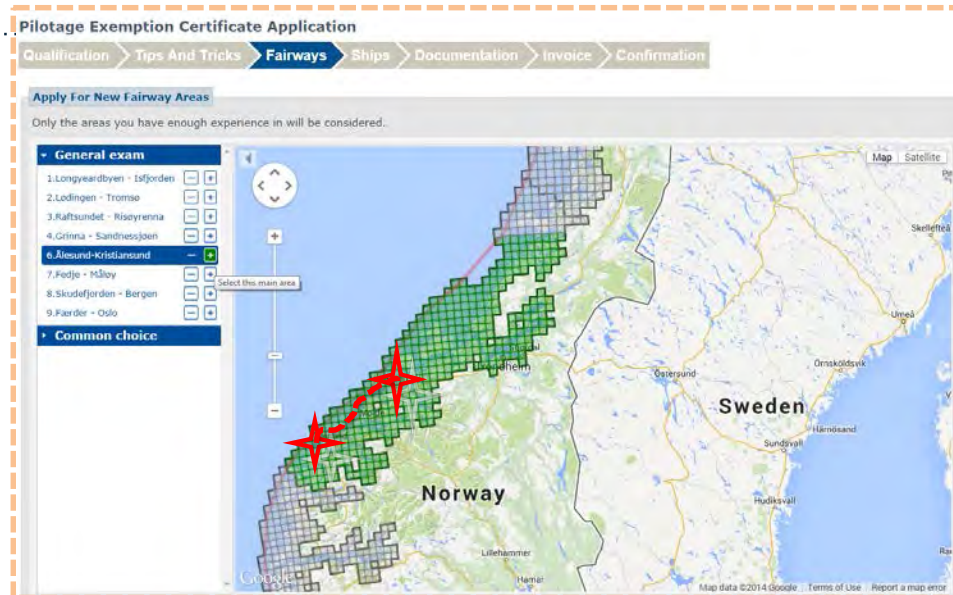 Pilotage Exemption Certificate Application
Qualification Tips And Tricks Fairways Ships Documentation Invoice Confirmation
Apply For New Fairway Areas
Only the areas you have enough experience in will be considered.
General exam
1.Longyeardbyen - Isfjorden
2.Lødingen - Tromsø
3.Raftsundet - Risøyrenna
4.Grinna - Sandnessjøen
6.Ålesund-Kristiansund
7.Fedje - Måløy
8.Skudefjorden - Bergen
9.Færder - Oslo
Common choice
Select this main area
Map Satellite
Skellefteå
Umeå
Örnsköldsvik
Östersund
Sweden
Härnösand
Sundsvall
Norway
Hudiksvall
Lillehammer
Hamar
Google
Map data ©2014 Google Terms of Use Report a map error